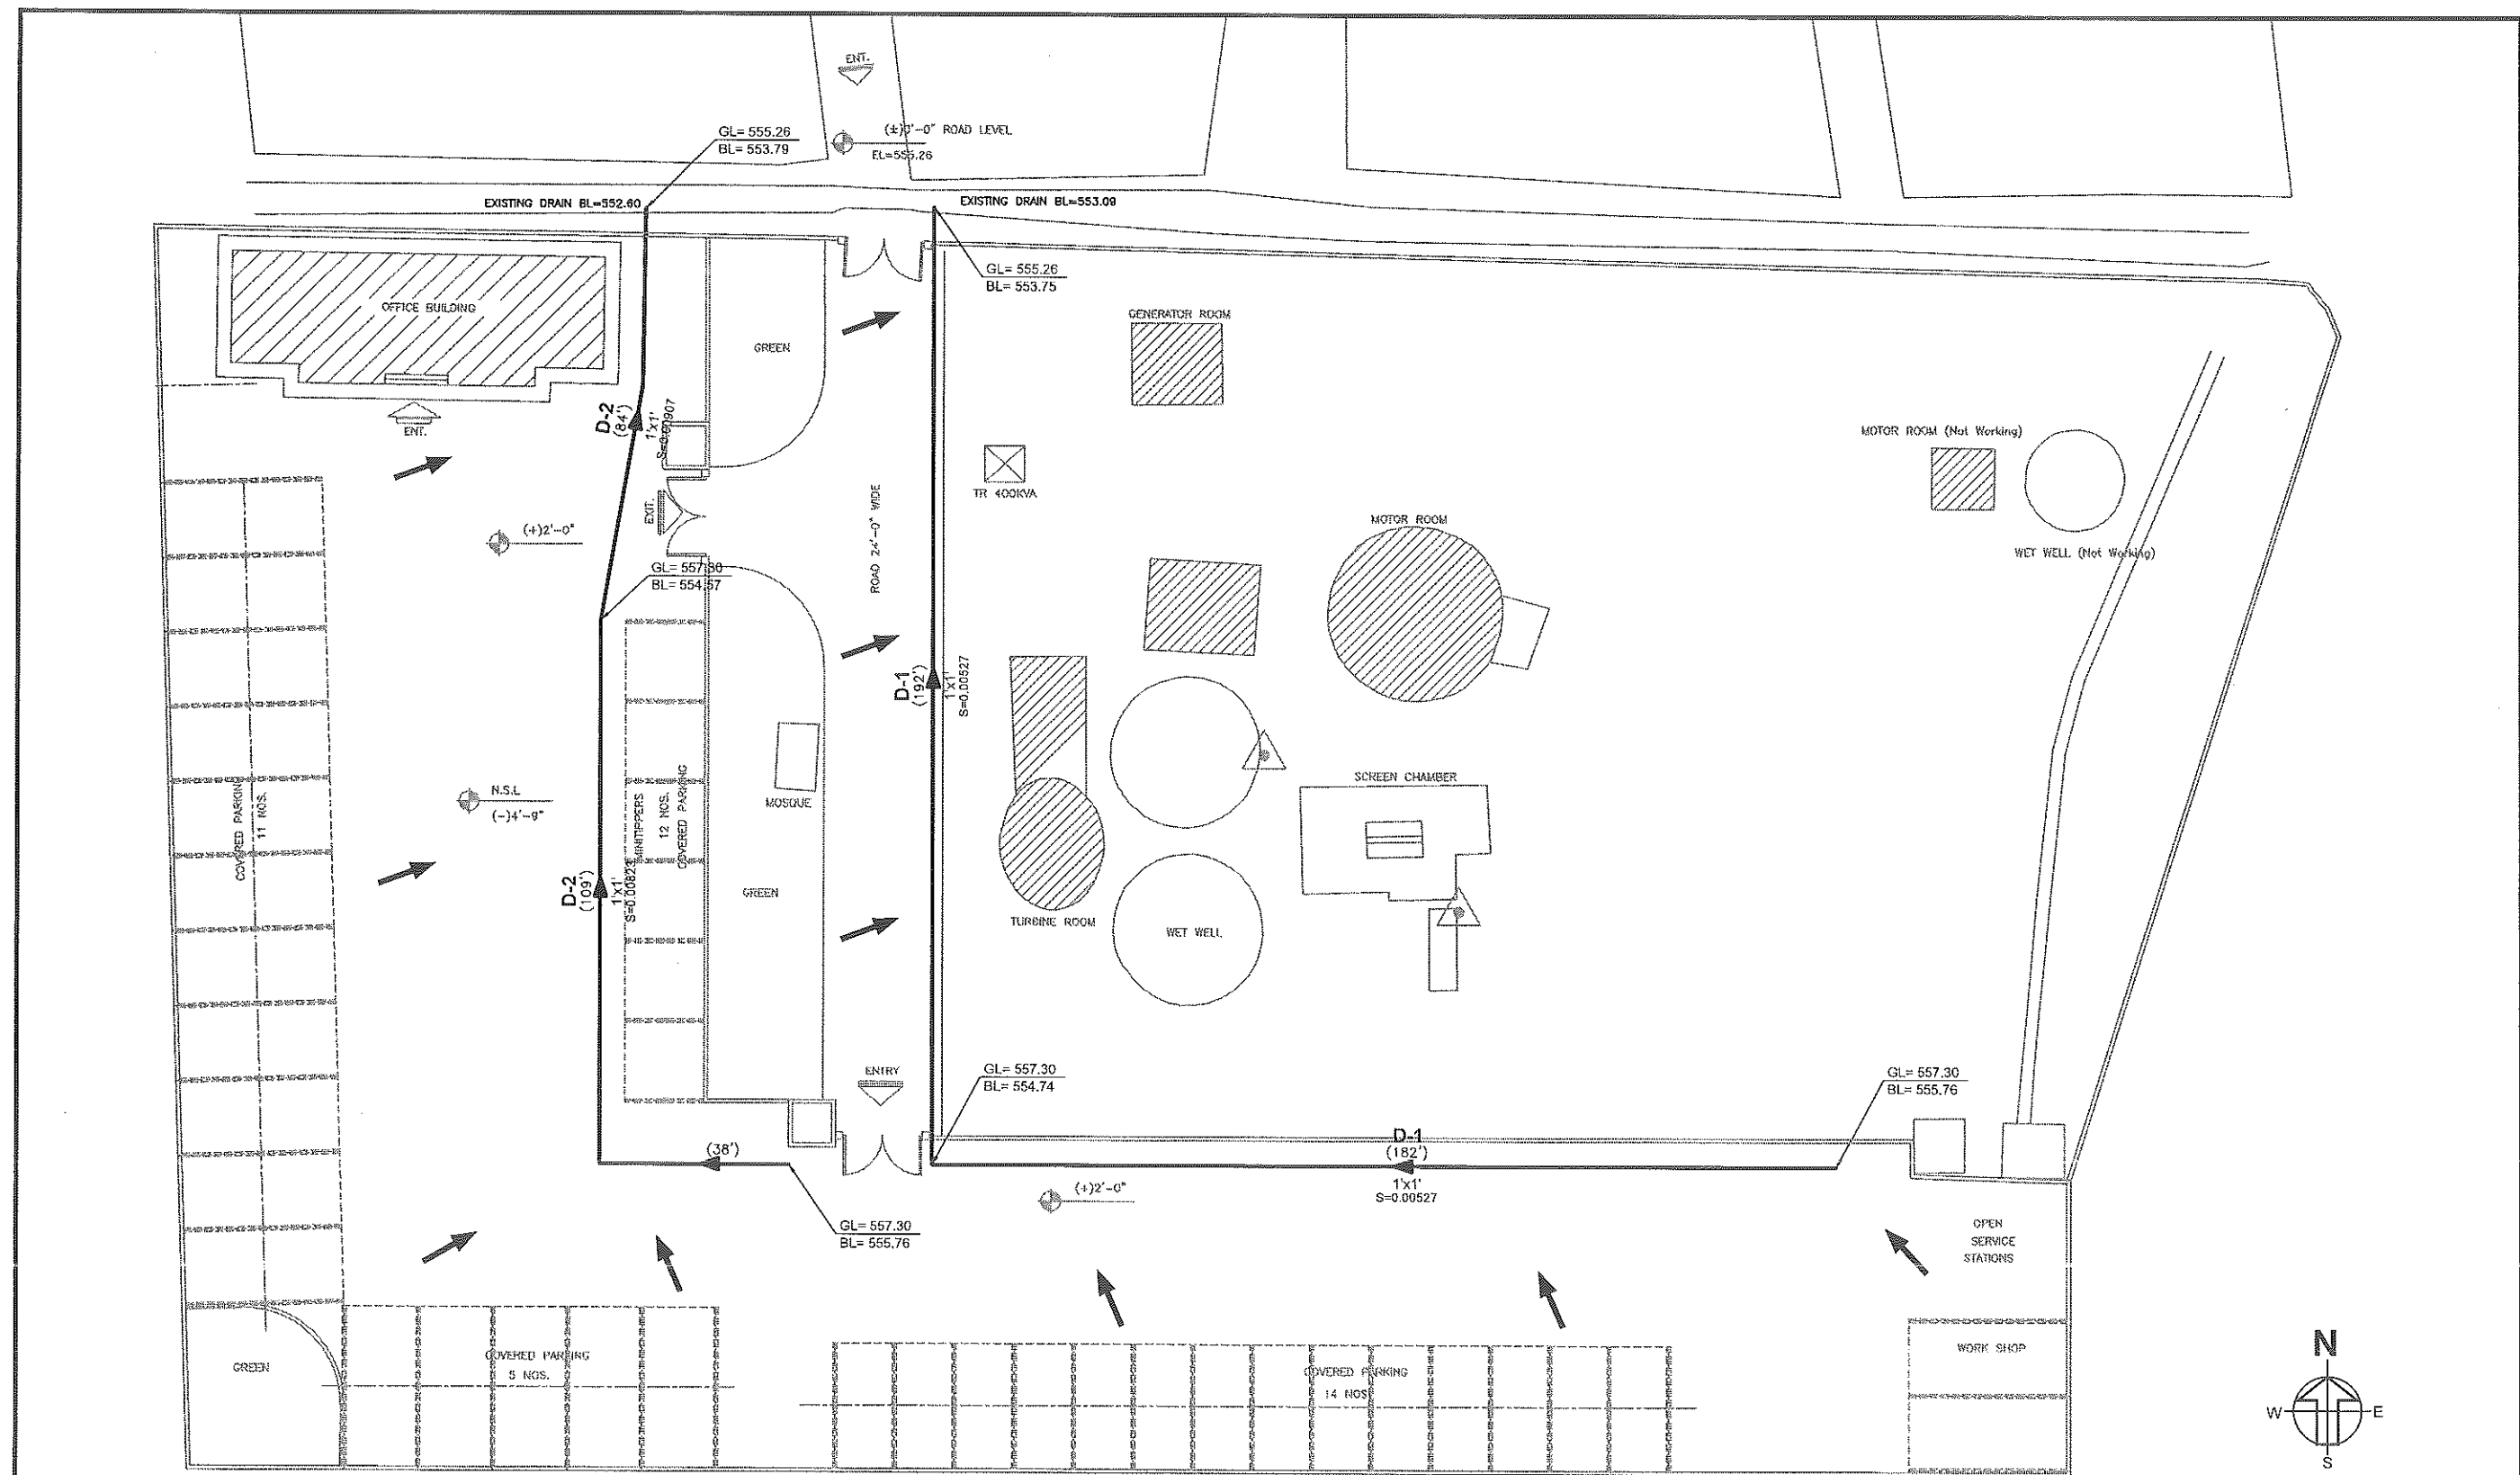 ENT.
GL= 555.26
BL= 553.79
ROAD LEVEL
EL=555.26
EXISTING DRAIN BL=552.60
EXISTING DRAIN BL=553.09
GL= 555.26
BL= 553.75
OFFICE BUILDING
GENERATOR ROOM
GREEN
D-2
(84')
1'x1'
S=0.00907
ENT.
MOTOR ROOM (Not Working)
TR 400KVA
EXIT.
(+)2'-0"
ROAD 24'-0" WIDE
MOTOR ROOM
WET WELL (Not Working)
GL= 557.30
BL= 554.57
D-1
(192')
1'x1'
S=0.00527
N.S.L
(-)4'-9"
COVERED PARKING
11 NOS.
MINITIPPERS
12 NOS.
COVERED PARKING
MOSQUE
SCREEN CHAMBER
D-2
(109')
1'x1'
S=0.00823
GREEN
TURBINE ROOM
WET WELL
ENTRY
GL= 557.30
BL= 554.74
GL= 557.30
BL= 555.76
(38')
D-1
(182')
1'x1'
S=0.00527
(+)2'-0"
GL= 557.30
BL= 555.76
OPEN
SERVICE
STATIONS
COVERED PARKING
5 NOS.
GREEN
COVERED PARKING
14 NOS
WORK SHOP
N
W
E
S